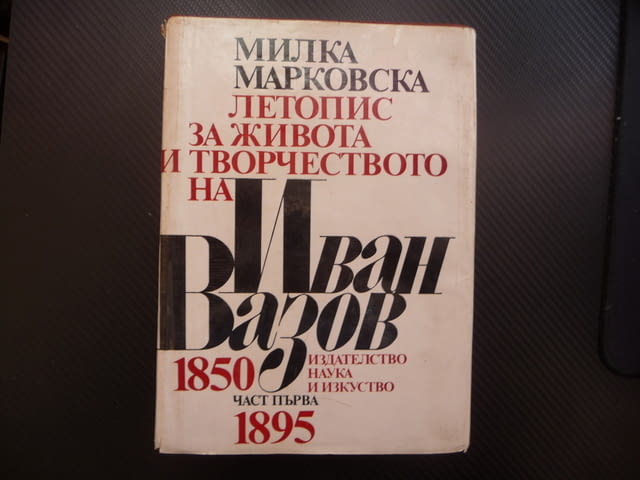 МИЛКА
МАРКОВСКА
ЛЕТОПИС
ЗА ЖИВОТА
И ТВОРЧЕСТВОТО
НА
Иван
Вазов
1850
ИЗДАТЕЛСТВО
НАУКА
И ИЗКУСТВО
ЧАСТ ПЪРВА
1895